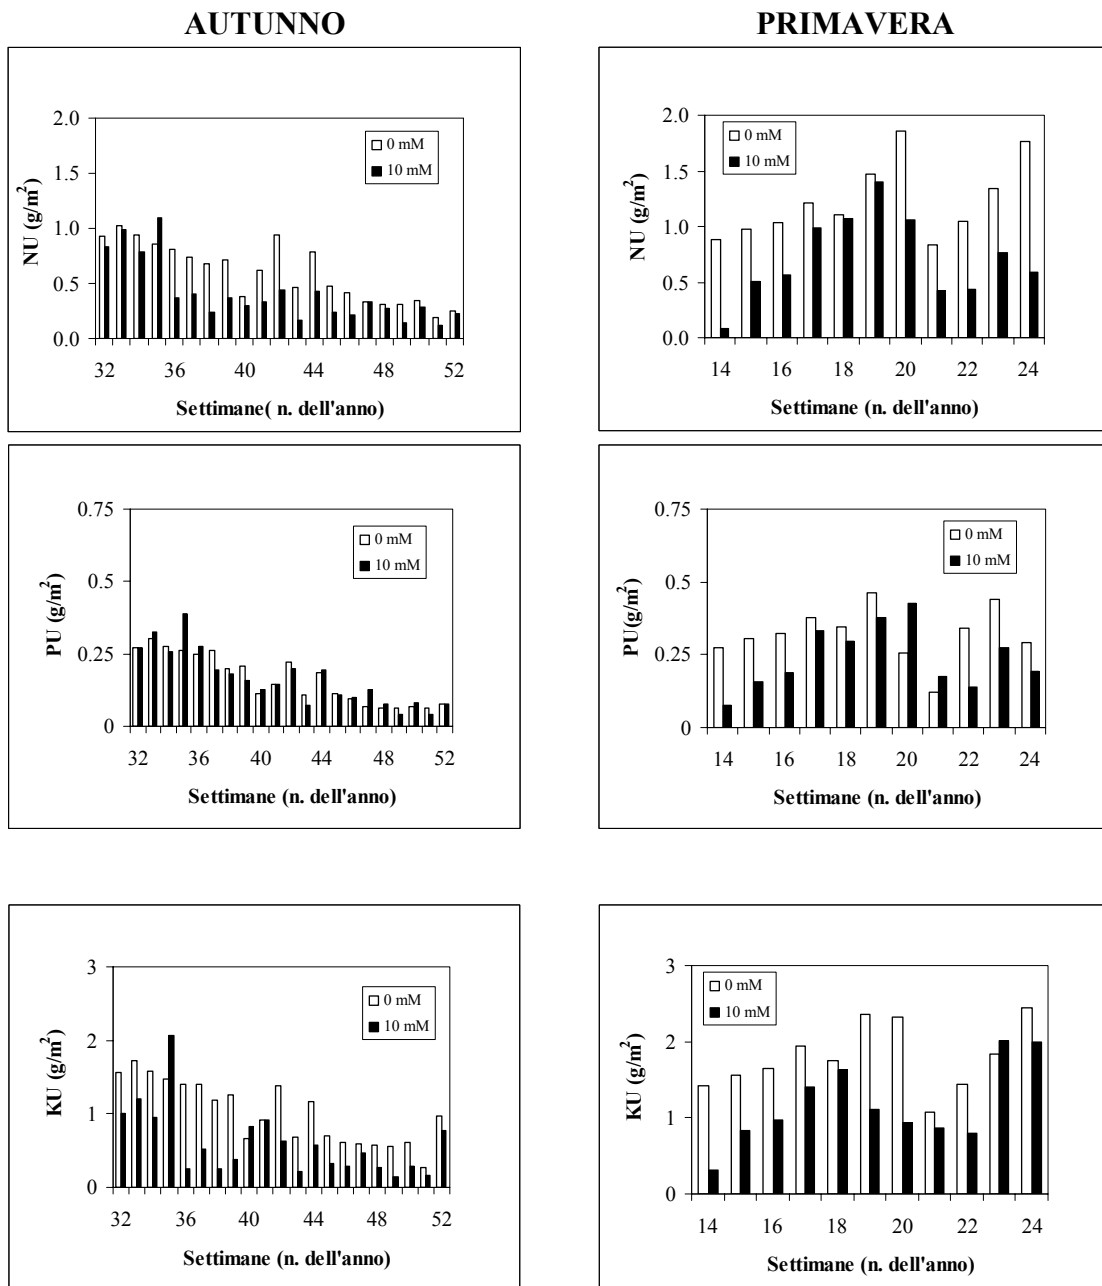 AUTUNNO
PRIMAVERA
2.0
1.5
1.0
0.5
0.0
NU (g/m²)
0 mM
10 mM
32 36 40 44 48 52
Settimane( n. dell'anno)
2.0
1.5
1.0
0.5
0.0
NU (g/m²)
0 mM
10 mM
14 16 18 20 22 24
Settimane (n. dell'anno)
0.75
0.5
0.25
0
PU (g/m²)
0 mM
10 mM
32 36 40 44 48 52
Settimane (n. dell'anno)
0.75
0.5
0.25
0
PU(g/m²)
0 mM
10 mM
14 16 18 20 22 24
Settimane (n. dell'anno)
3
2
1
0
KU (g/m²)
0 mM
10 mM
32 36 40 44 48 52
Settimane (n. dell'anno)
3
2
1
0
KU (g/m²)
0 mM
10 mM
14 16 18 20 22 24
Settimane (n. dell'anno)